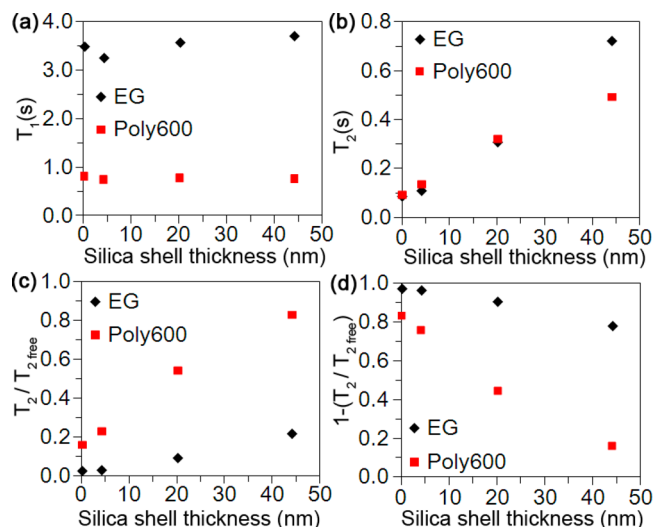 (a)
4.0
3.0
2.0
1.0
0.0
T₁(s)
EG
Poly600
0 10 20 30 40 50
Silica shell thickness (nm)
(b)
0.8
0.6
0.4
0.2
0.0
T₂(s)
EG
Poly600
0 10 20 30 40 50
Silica shell thickness (nm)
(c)
1.0
0.8
0.6
0.4
0.2
0.0
T₂ / T₂ free
EG
Poly600
0 10 20 30 40 50
Silica shell thickness (nm)
(d)
1.0
0.8
0.6
0.4
0.2
0.0
1-(T₂ / T₂ free)
EG
Poly600
0 10 20 30 40 50
Silica shell thickness (nm)